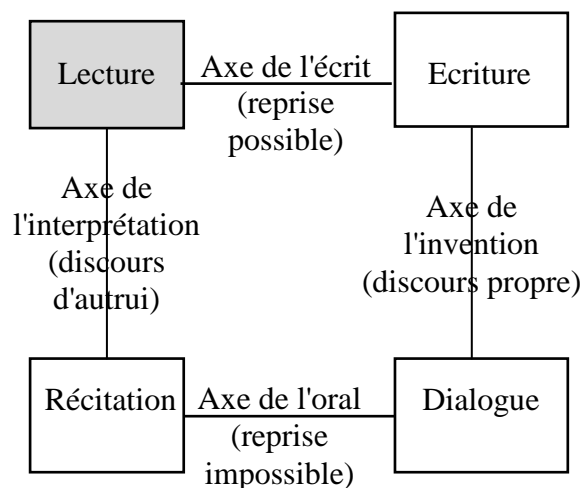 Lecture
Axe de l'écrit
(reprise
possible)
Ecriture
Axe de
l'interprétation
(discours
d'autrui)
Axe de
l'invention
(discours propre)
Récitation
Axe de l'oral
(reprise
impossible)
Dialogue